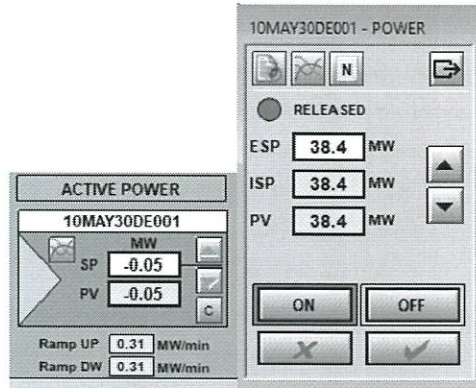 10MAY30DE001 - POWER
N
RELEASED
ESP 38.4 MW
ISP 38.4 MW
PV 38.4 MW
ON OFF
ACTIVE POWER
10MAY30DE001
MW
SP -0.05
PV -0.05
C
Ramp UP 0.31 MW/min
Ramp DW 0.31 MW/min